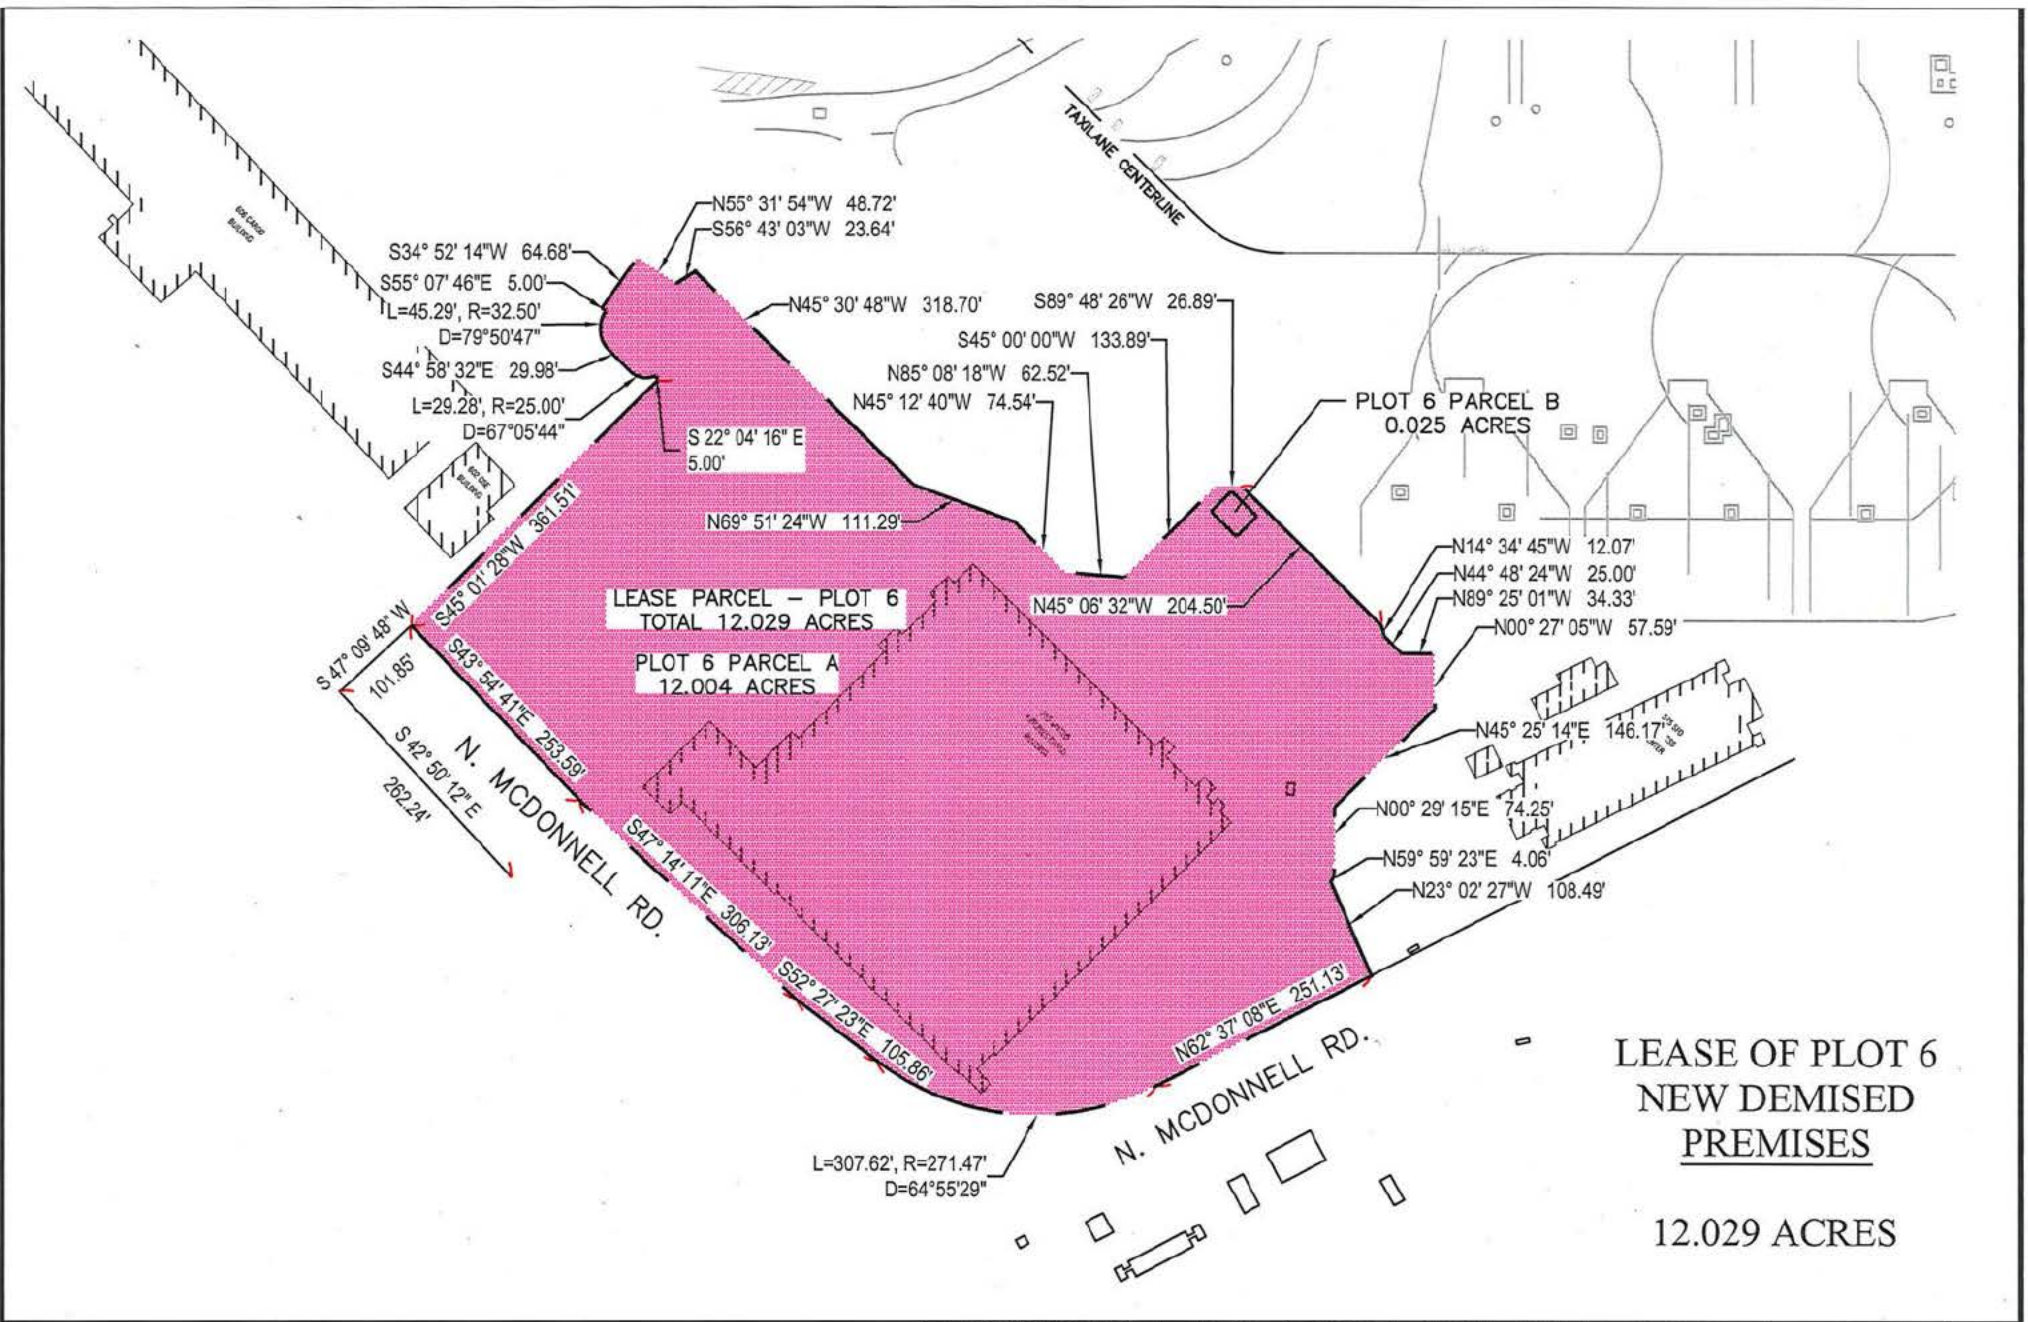 TAXILANE CENTERLINE
606 CARGO
BUILDING
N55° 31' 54"W 48.72'
S56° 43' 03"W 23.64'
S34° 52' 14"W 64.68'
S55° 07' 46"E 5.00'
L=45.29', R=32.50'
D=79°50'47"
S44° 58' 32"E 29.98'
L=29.28', R=25.00'
D=67°05'44"
N45° 30' 48"W 318.70'
S89° 48' 26"W 26.89'
S45° 00' 00"W 133.89'
N85° 08' 18"W 62.52'
N45° 12' 40"W 74.54'
PLOT 6 PARCEL B
0.025 ACRES
S 22° 04' 16" E
5.00'
602 GSE
BUILDING
N69° 51' 24"W 111.29'
S45° 01' 28"W 361.51'
N14° 34' 45"W 12.07'
N44° 48' 24"W 25.00'
N89° 25' 01"W 34.33'
N00° 27' 05"W 57.59'
LEASE PARCEL – PLOT 6
TOTAL 12.029 ACRES
N45° 06' 32"W 204.50'
PLOT 6 PARCEL A
12.004 ACRES
S 47° 09' 48" W
101.85'
S43° 54' 41"E 253.59'
S 42° 50' 12" E
262.24'
N. MCDONNELL RD.
N45° 25' 14"E 146.17'
N00° 29' 15"E 74.25'
N59° 59' 23"E 4.06'
N23° 02' 27"W 108.49'
S47° 14' 11"E 306.13'
S52° 27' 23"E 105.86'
N62° 37' 08"E 251.13'
N. MCDONNELL RD.
L=307.62', R=271.47'
D=64°55'29"
LEASE OF PLOT 6
NEW DEMISED
PREMISES
12.029 ACRES